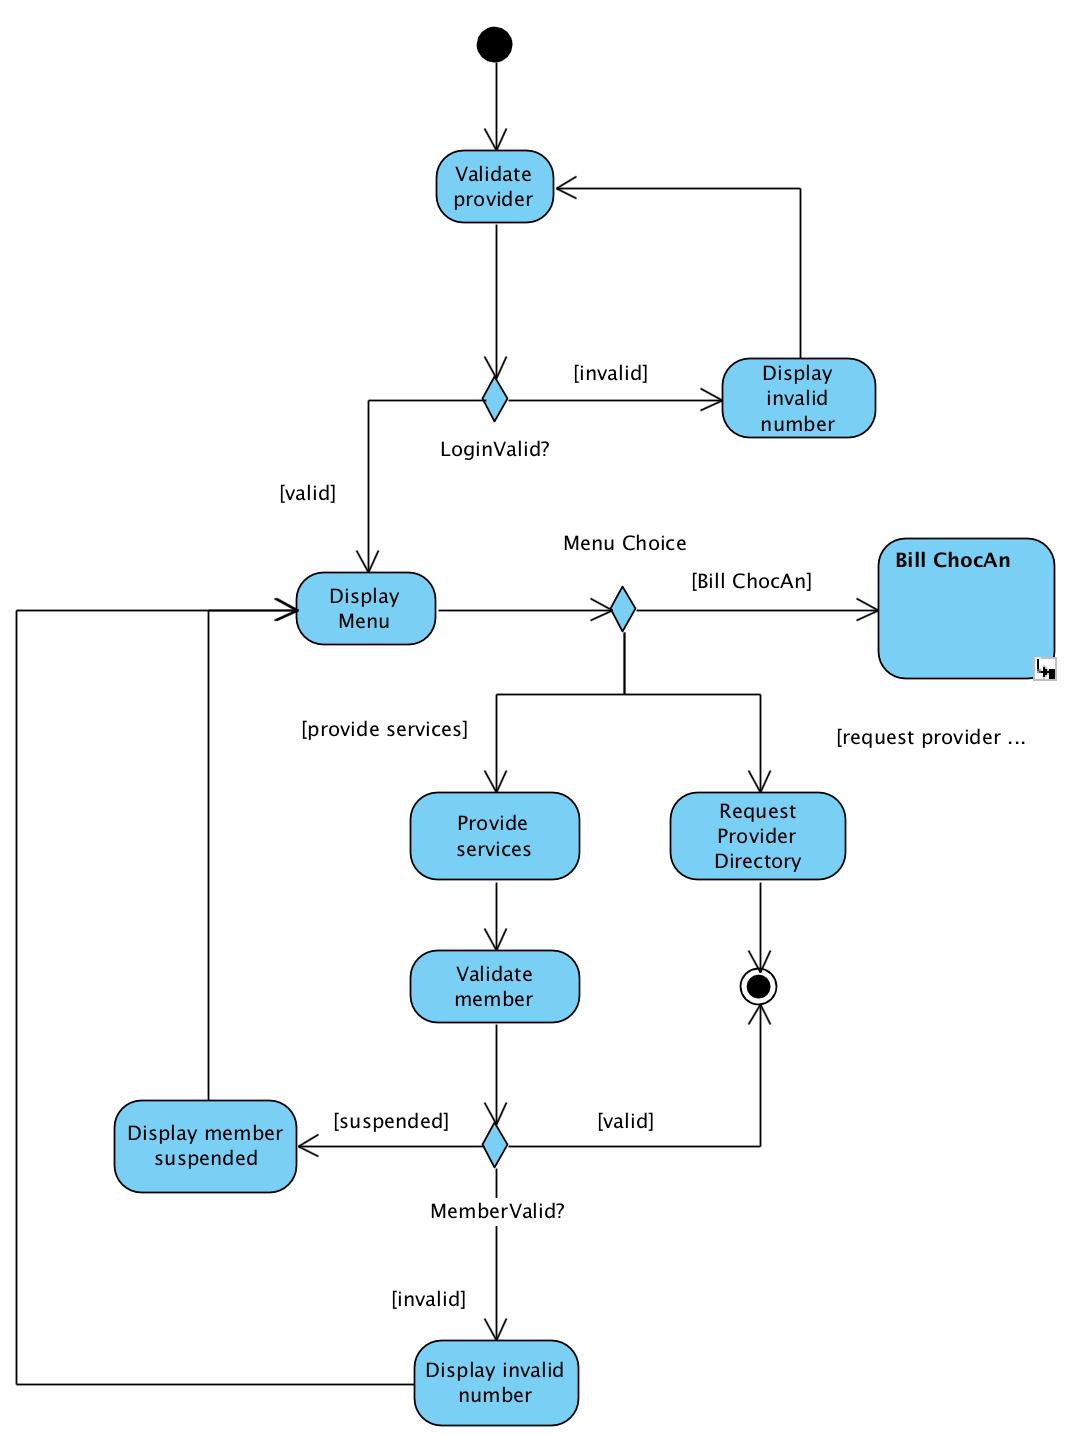 Validate
provider
[invalid]
Display
invalid
number
LoginValid?
[valid]
Menu Choice
[Bill ChocAn]
Bill ChocAn
Display
Menu
[provide services]
[request provider ...
Provide
services
Request
Provider
Directory
Validate
member
[suspended]
[valid]
Display member
suspended
MemberValid?
[invalid]
Display invalid
number